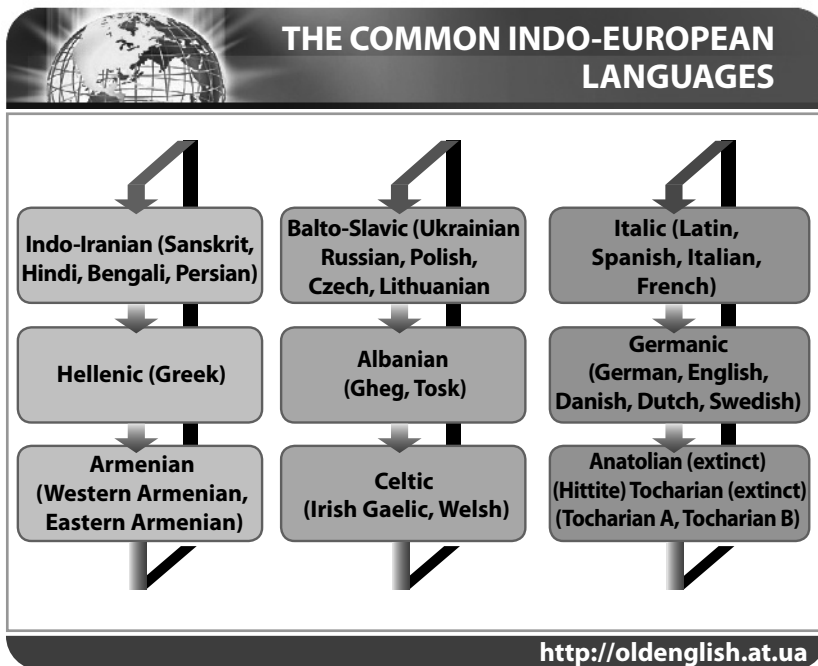 THE COMMON INDO-EUROPEAN
LANGUAGES
Indo-Iranian (Sanskrit,
Hindi, Bengali, Persian)
Hellenic (Greek)
Armenian
(Western Armenian,
Eastern Armenian)
Balto-Slavic (Ukrainian
Russian, Polish,
Czech, Lithuanian
Albanian
(Gheg, Tosk)
Celtic
(Irish Gaelic, Welsh)
Italic (Latin,
Spanish, Italian,
French)
Germanic
(German, English,
Danish, Dutch, Swedish)
Anatolian (extinct)
(Hittite) Tocharian (extinct)
(Tocharian A, Tocharian B)
http://oldenglish.at.ua